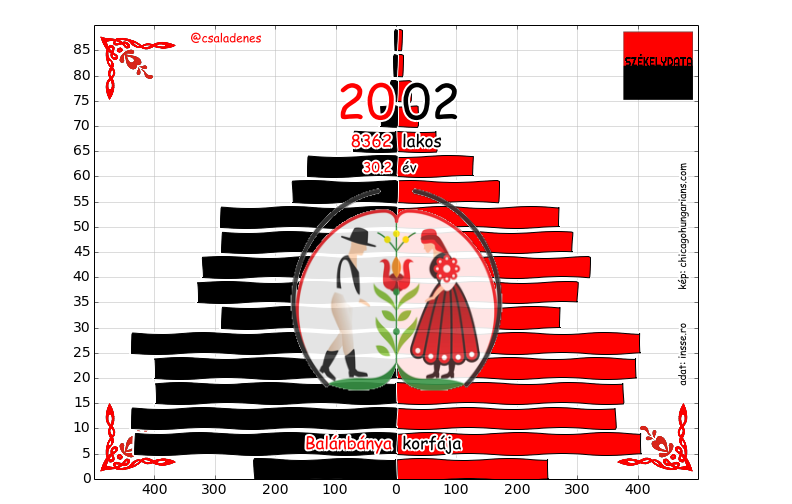 @csaladenes
SZÉKELYDATA
2002
8362 lakos
30.2 év
kép: chicagohungarians.com
adat: insse.ro
Balánbánya korfája
85
80
75
70
65
60
55
50
45
40
35
30
25
20
15
10
5
0
400 300 200 100 0 100 200 300 400